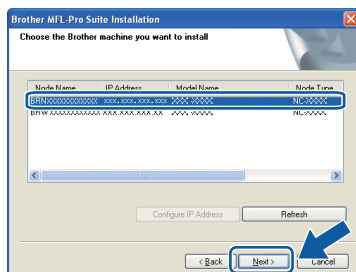 Brother MFL-Pro Suite Installation
Choose the Brother machine you want to install
Node Name IP Address Model Name Node Type
BRNXXXXXXXXXXXX xxx.xxx.xxx.xxx XXX-XXXX NC-XXXX
BRWXXXXXXXXXXXX XXX.XXX.XXX.XX XXX-XXXX NC-XXXX
Configure IP Address Refresh
< Back Next > Cancel